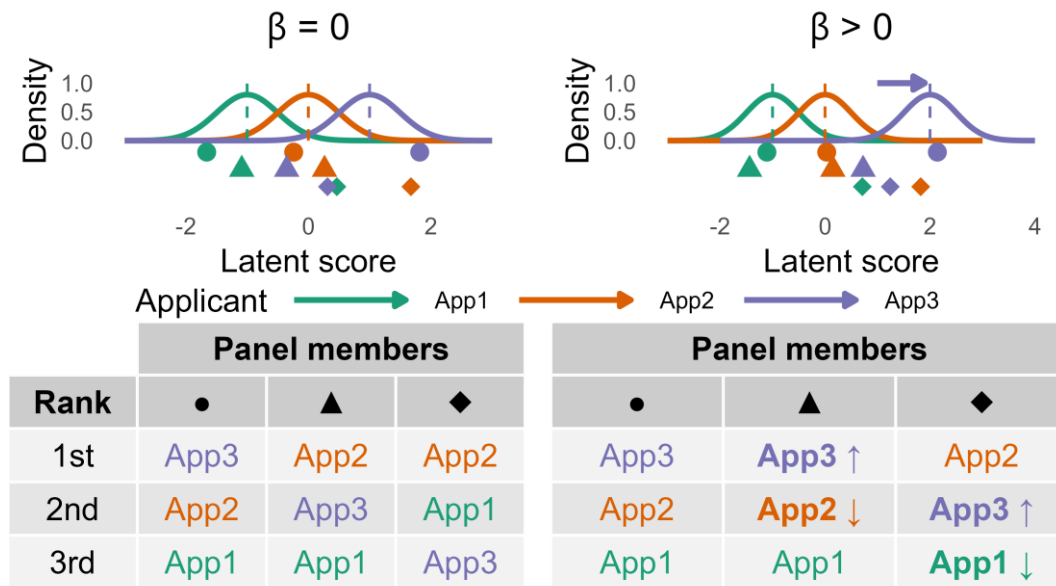 β = 0
β > 0
Density
1.0
0.5
0.0
-2 0 2
Latent score
Density
1.0
0.5
0.0
-2 0 2 4
Latent score
Applicant App1 App2 App3
Panel members
Rank ● ▲ ◆
1st App3 App2 App2
2nd App2 App3 App1
3rd App1 App1 App3
Panel members
● ▲ ◆
App3 App3 ↑ App2
App2 App2 ↓ App3 ↑
App1 App1 App1 ↓